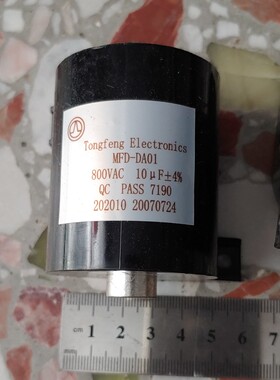 Tongfeng Electronics
MFD-DA01
800VAC 10μF±4%
QC PASS 7190
202010 20070724
cm 1 2 3 4 5 6 7